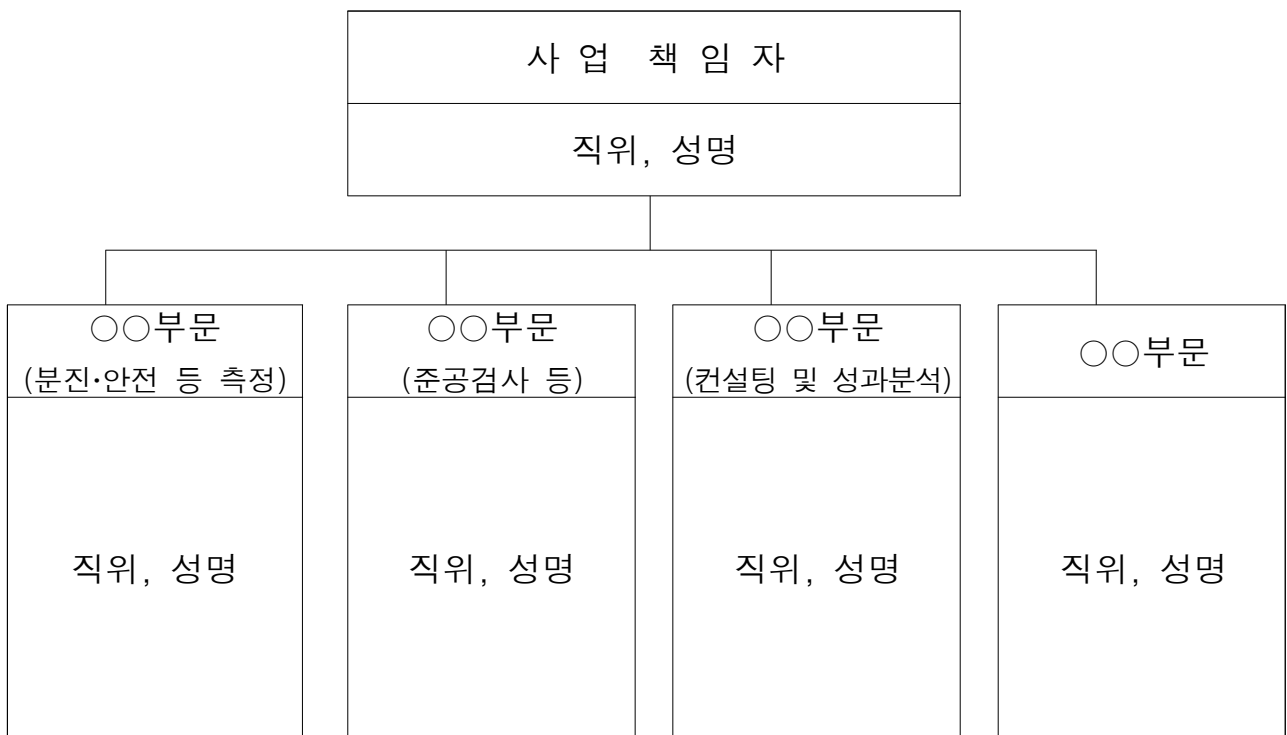 사 업 책 임 자
직위, 성명
○○부문
(분진·안전 등 측정)
직위, 성명
○○부문
(준공검사 등)
직위, 성명
○○부문
(컨설팅 및 성과분석)
직위, 성명
○○부문
직위, 성명